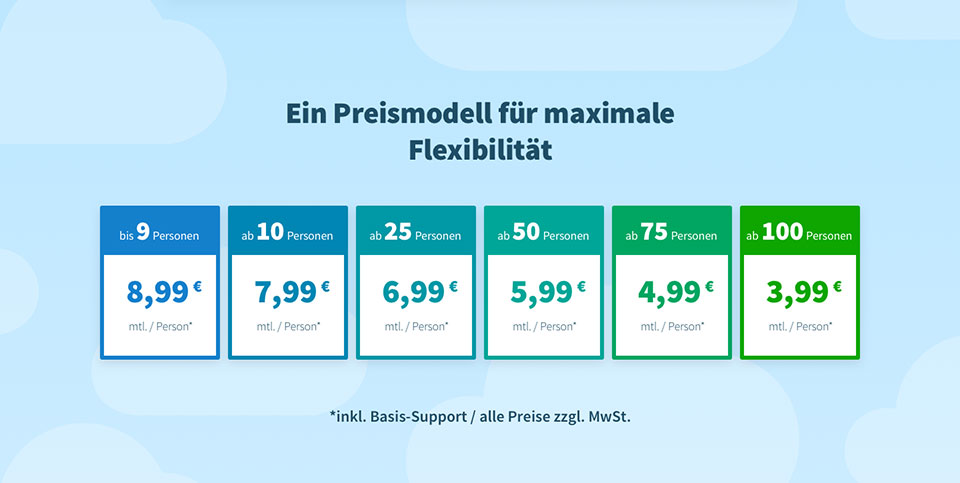 Ein Preismodell für maximale
Flexibilität
bis 9 Personen
8,99 €
mtl. / Person*
ab 10 Personen
7,99 €
mtl. / Person*
ab 25 Personen
6,99 €
mtl. / Person*
ab 50 Personen
5,99 €
mtl. / Person*
ab 75 Personen
4,99 €
mtl. / Person*
ab 100 Personen
3,99 €
mtl. / Person*
*inkl. Basis-Support / alle Preise zzgl. MwSt.